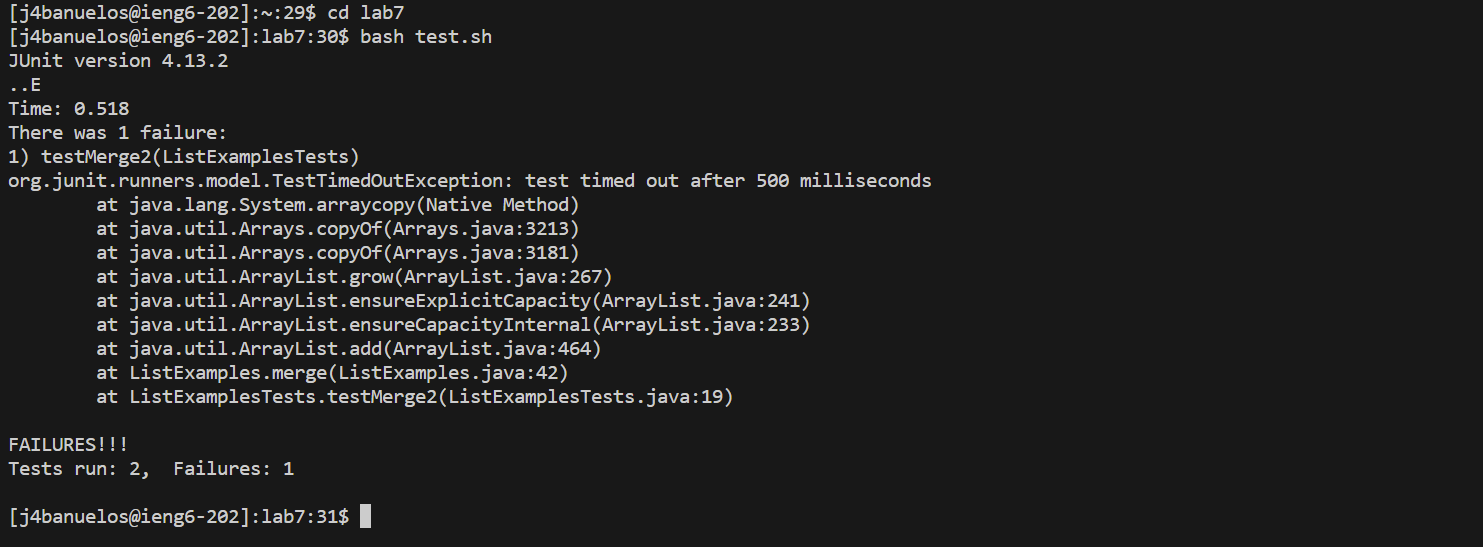 [j4banuelos@ieng6-202]:~:29$ cd lab7
[j4banuelos@ieng6-202]:lab7:30$ bash test.sh
JUnit version 4.13.2
..E
Time: 0.518
There was 1 failure:
1) testMerge2(ListExamplesTests)
org.junit.runners.model.TestTimedOutException: test timed out after 500 milliseconds
        at java.lang.System.arraycopy(Native Method)
        at java.util.Arrays.copyOf(Arrays.java:3213)
        at java.util.Arrays.copyOf(Arrays.java:3181)
        at java.util.ArrayList.grow(ArrayList.java:267)
        at java.util.ArrayList.ensureExplicitCapacity(ArrayList.java:241)
        at java.util.ArrayList.ensureCapacityInternal(ArrayList.java:233)
        at java.util.ArrayList.add(ArrayList.java:464)
        at ListExamples.merge(ListExamples.java:42)
        at ListExamplesTests.testMerge2(ListExamplesTests.java:19)

FAILURES!!!
Tests run: 2,  Failures: 1

[j4banuelos@ieng6-202]:lab7:31$